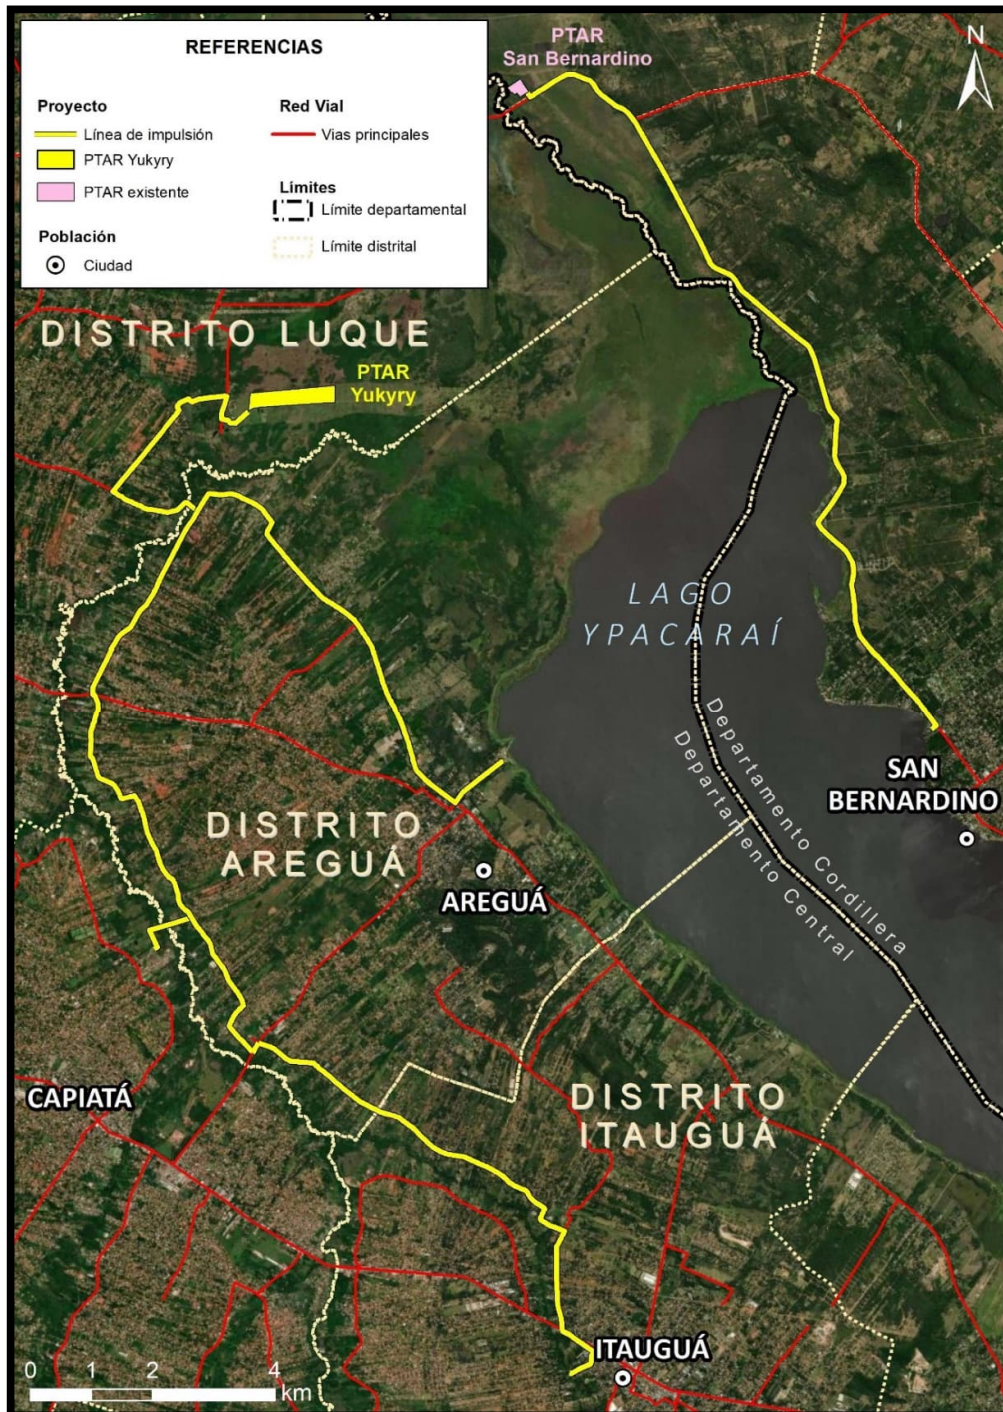 REFERENCIAS
Proyecto
Línea de impulsión
PTAR Yukyry
PTAR existente
Población
Ciudad
Red Vial
Vias principales
Límites
Límite departamental
Límite distrital
PTAR
San Bernardino
N
DISTRITO LUQUE
PTAR
Yukyry
LAGO
YPACARAÍ
Departamento Cordillera
Departamento Central
SAN
BERNARDINO
DISTRITO
AREGUÁ
AREGUÁ
CAPIATÁ
DISTRITO
ITAUGUÁ
ITAUGUÁ
0 1 2 4
km